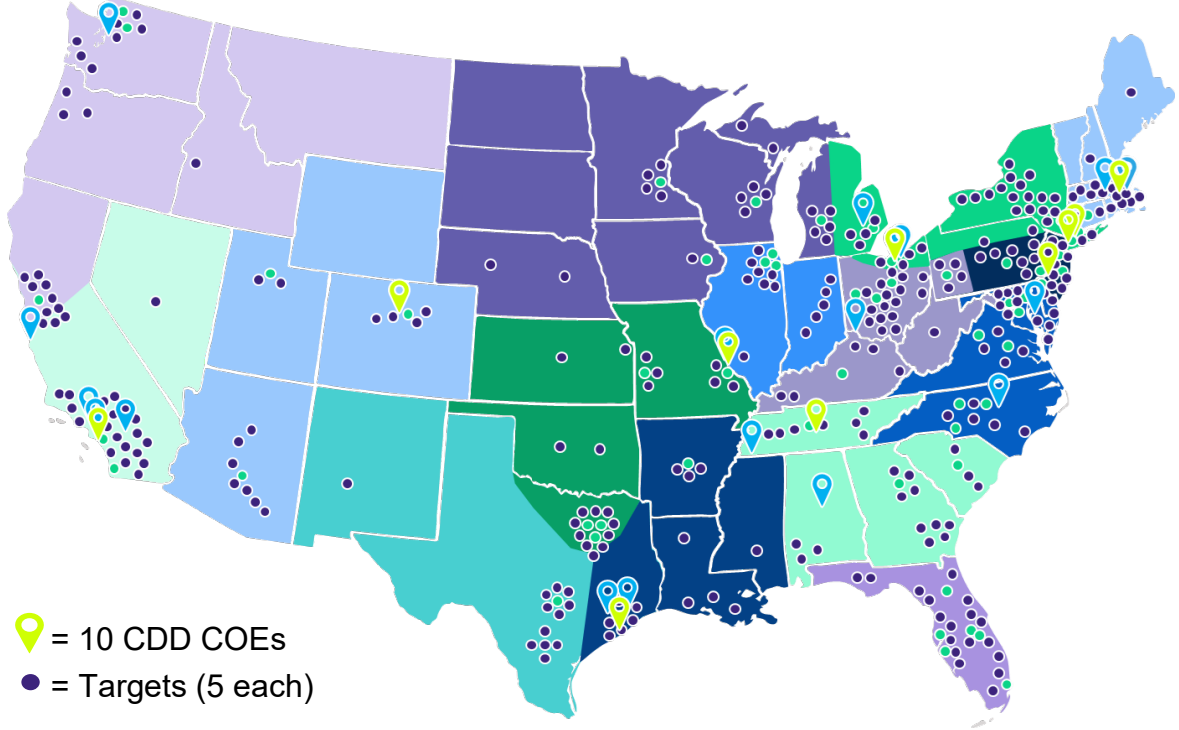 = 10 CDD COEs
= Targets (5 each)